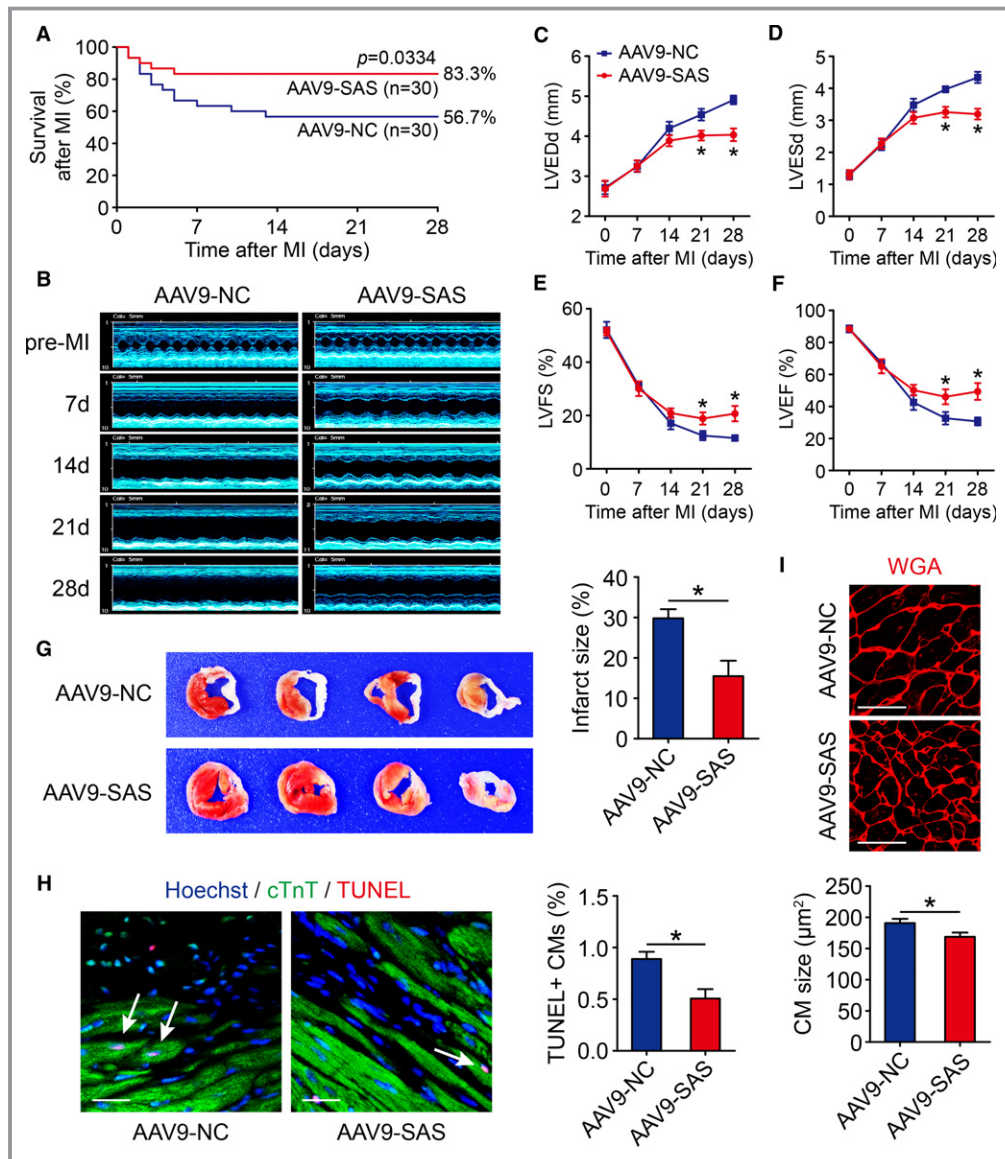 A
100
80
60
40
20
0
Survival
after MI (%)
p=0.0334
83.3%
AAV9-SAS (n=30)
56.7%
AAV9-NC (n=30)
0 7 14 21 28
Time after MI (days)
B
AAV9-NC AAV9-SAS
pre-MI
7d
14d
21d
28d
C
AAV9-NC
AAV9-SAS
LVEDd (mm)
6
5
4
3
2
* *
0 7 14 21 28
Time after MI (days)
D
LVESd (mm)
5
4
3
2
1
0
* *
0 7 14 21 28
Time after MI (days)
E
LVFS (%)
60
40
20
0
* *
0 7 14 21 28
Time after MI (days)
F
LVEF (%)
100
80
60
40
20
0
* *
0 7 14 21 28
Time after MI (days)
G
AAV9-NC
AAV9-SAS
Infarct size (%)
40
30
20
10
0
*
AAV9-NC
AAV9-SAS
H
Hoechst / cTnT / TUNEL
AAV9-NC AAV9-SAS
TUNEL+ CMs (%)
1.5
1.0
0.5
0.0
*
AAV9-NC
AAV9-SAS
I
WGA
AAV9-NC
AAV9-SAS
CM size (µm²)
250
200
150
100
50
0
*
AAV9-NC
AAV9-SAS